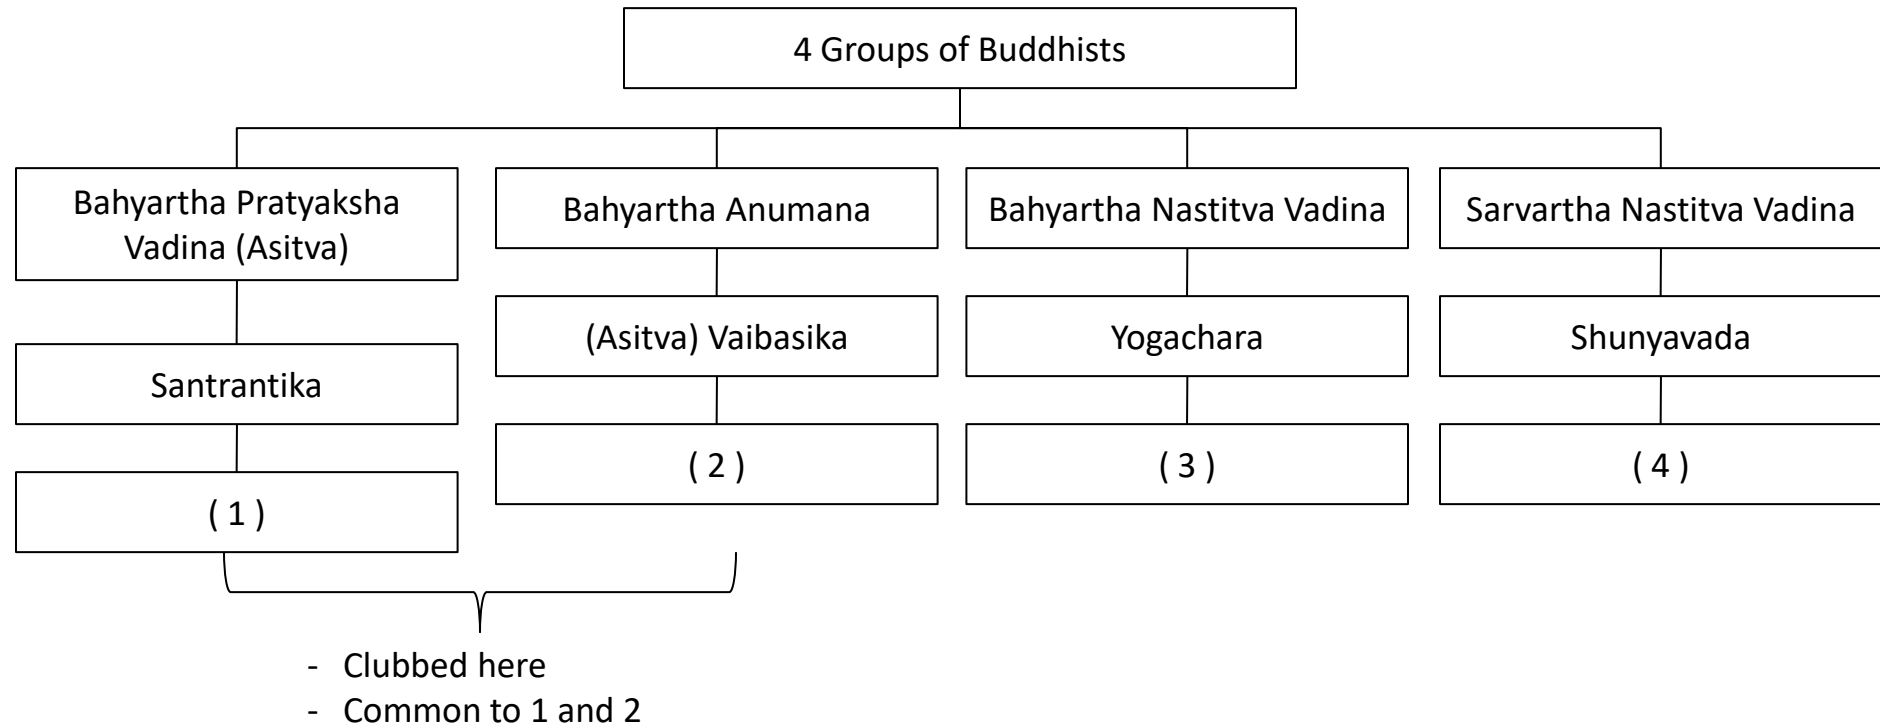 4 Groups of Buddhists
Bahyartha Pratyaksha
Vadina (Asitva)
Bahyartha Anumana
Bahyartha Nastitva Vadina
Sarvartha Nastitva Vadina
Santrantika
(Asitva) Vaibasika
Yogachara
Shunyavada
( 1 )
( 2 )
( 3 )
( 4 )
- Clubbed here
- Common to 1 and 2